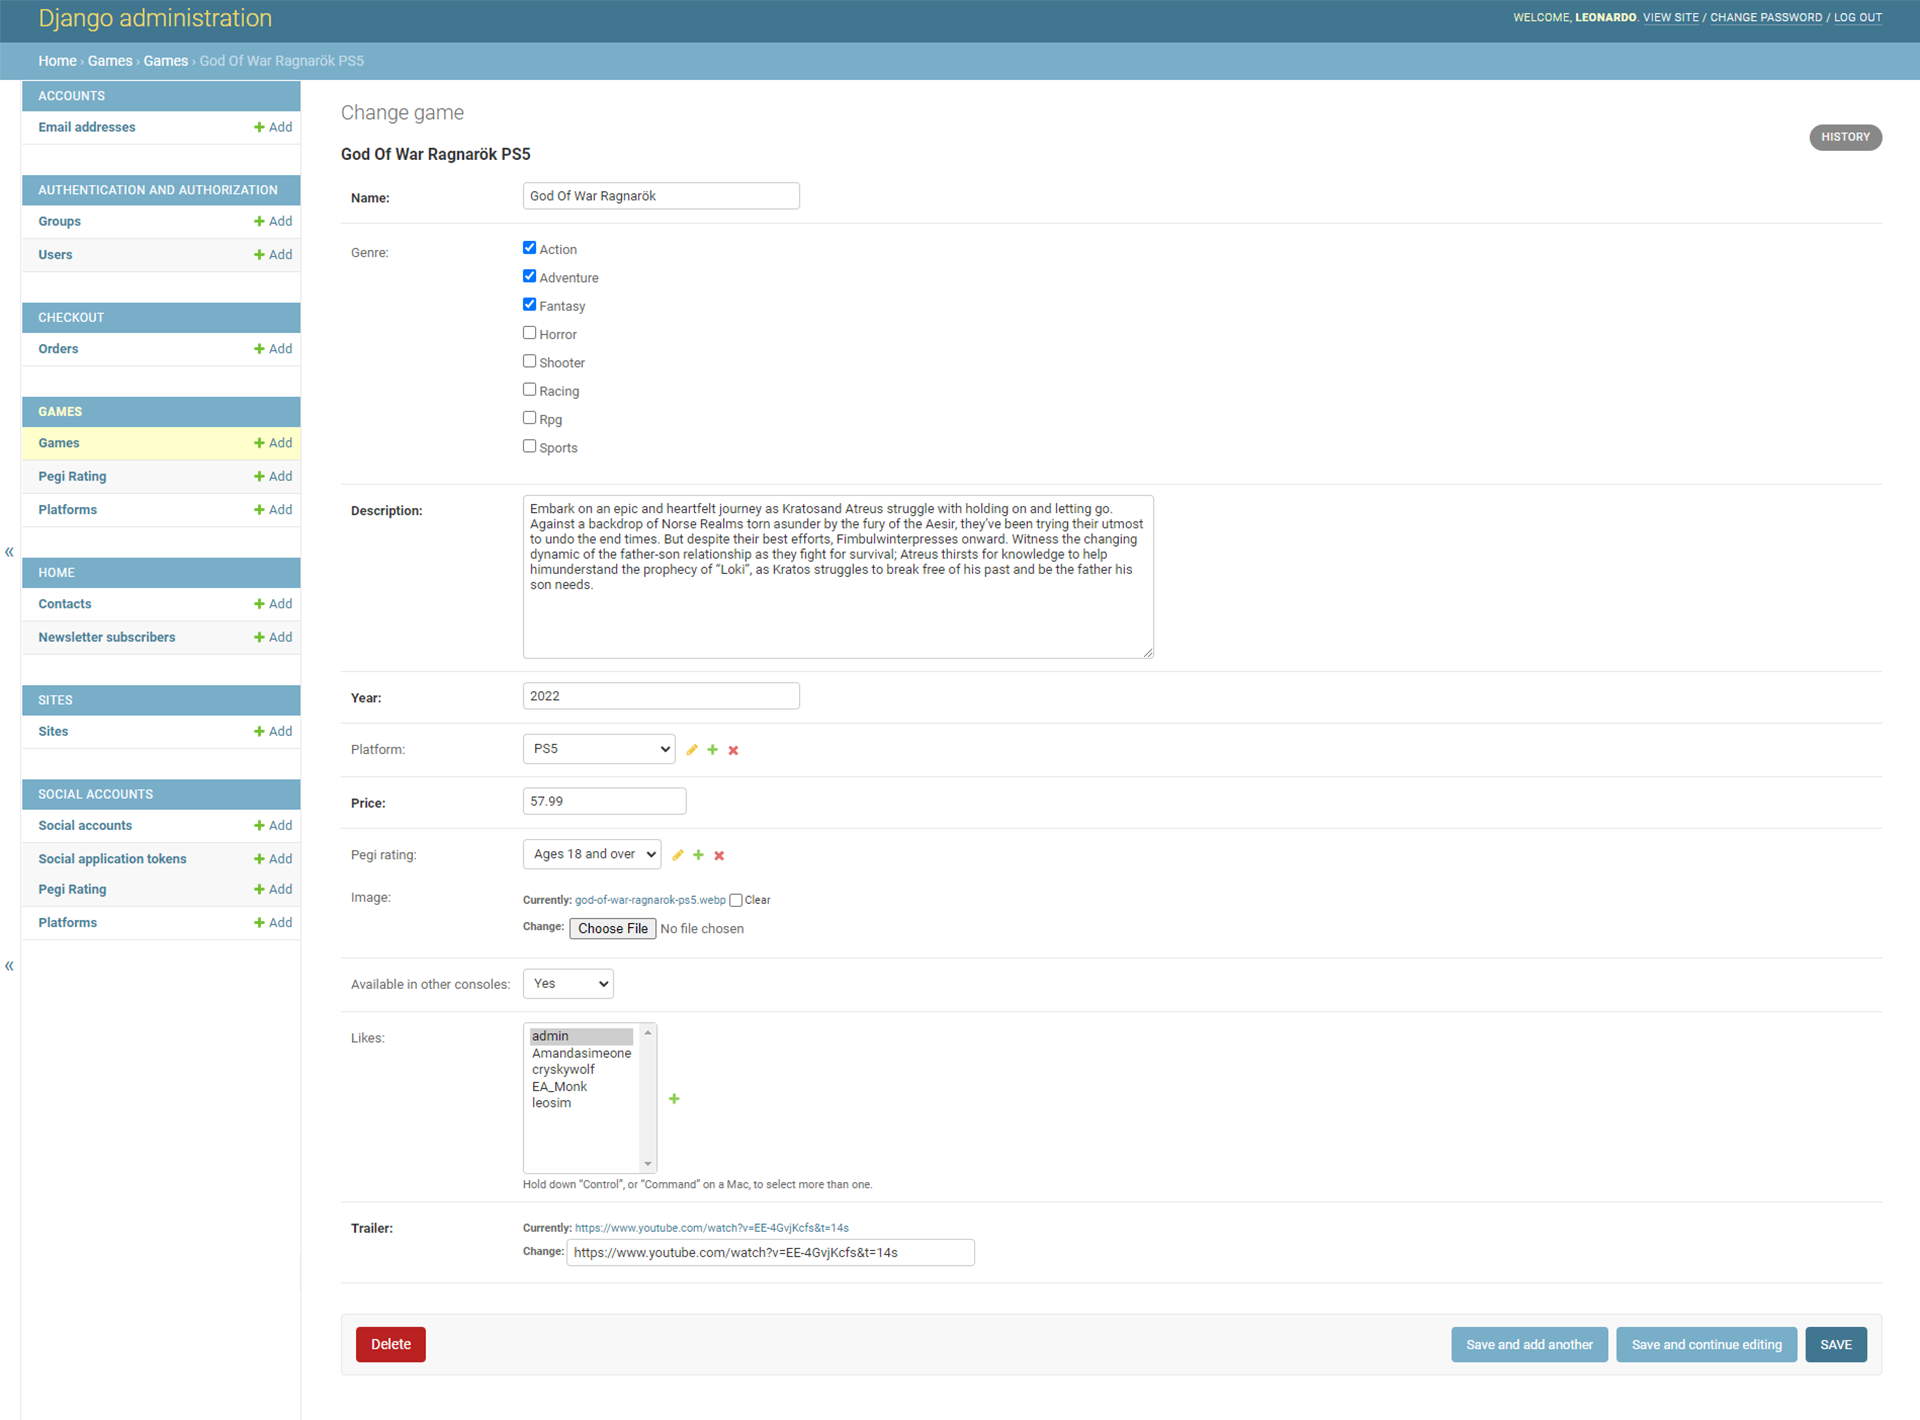 Django administration
WELCOME, LEONARDO. VIEW SITE / CHANGE PASSWORD / LOG OUT
Home › Games › Games › God Of War Ragnarök PS5
ACCOUNTS
Email addresses
Add
AUTHENTICATION AND AUTHORIZATION
Groups
Add
Users
Add
CHECKOUT
Orders
Add
GAMES
Games
Add
Pegi Rating
Add
Platforms
Add
«
HOME
Contacts
Add
Newsletter subscribers
Add
SITES
Sites
Add
SOCIAL ACCOUNTS
Social accounts
Add
Social application tokens
Add
Pegi Rating
Add
Platforms
Add
«
Change game
HISTORY
God Of War Ragnarök PS5
Name:
God Of War Ragnarök
Genre:
Action
Adventure
Fantasy
Horror
Shooter
Racing
Rpg
Sports
Description:
Embark on an epic and heartfelt journey as Kratosand Atreus struggle with holding on and letting go.
Against a backdrop of Norse Realms torn asunder by the fury of the Aesir, they’ve been trying their utmost
to undo the end times. But despite their best efforts, Fimbulwinterpresses onward. Witness the changing
dynamic of the father-son relationship as they fight for survival; Atreus thirsts for knowledge to help
himunderstand the prophecy of “Loki”, as Kratos struggles to break free of his past and be the father his
son needs.
Year:
2022
Platform:
PS5
Price:
57.99
Pegi rating:
Ages 18 and over
Image:
Currently: god-of-war-ragnarok-ps5.webp Clear
Change: Choose File No file chosen
Available in other consoles:
Yes
Likes:
admin
Amandasimeone
cryskywolf
EA_Monk
leosim
Hold down “Control”, or “Command” on a Mac, to select more than one.
Trailer:
Currently: https://www.youtube.com/watch?v=EE-4GvjKcfs&t=14s
Change: https://www.youtube.com/watch?v=EE-4GvjKcfs&t=14s
Delete
Save and add another
Save and continue editing
SAVE